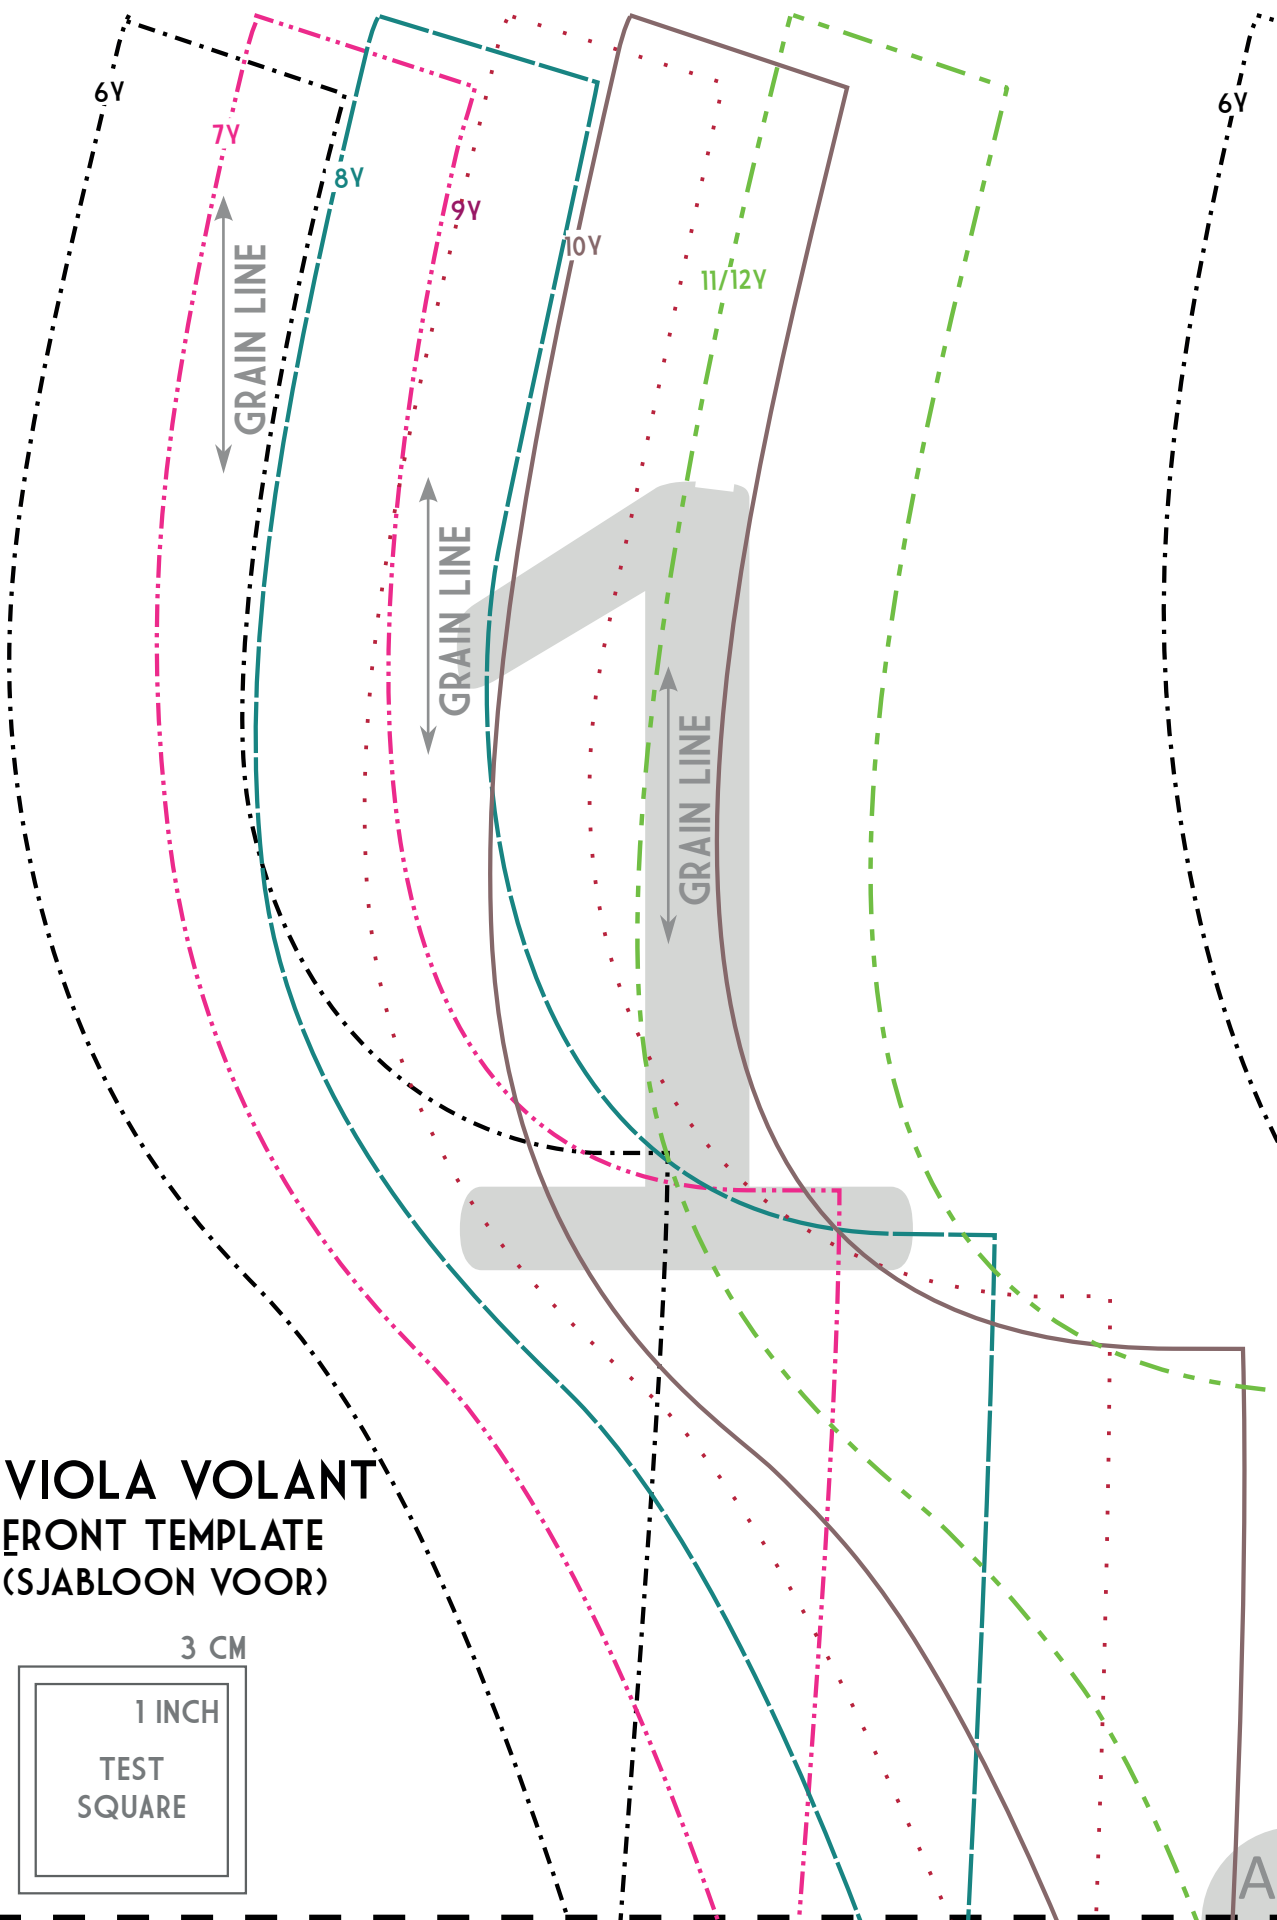 6Y
6Y
7Y
8Y
9Y
10Y
11/12Y
GRAIN LINE
GRAIN LINE
GRAIN LINE
1
VIOLA VOLANT
FRONT TEMPLATE
(SJABLOON VOOR)
3 CM
1 INCH
TEST
SQUARE
A